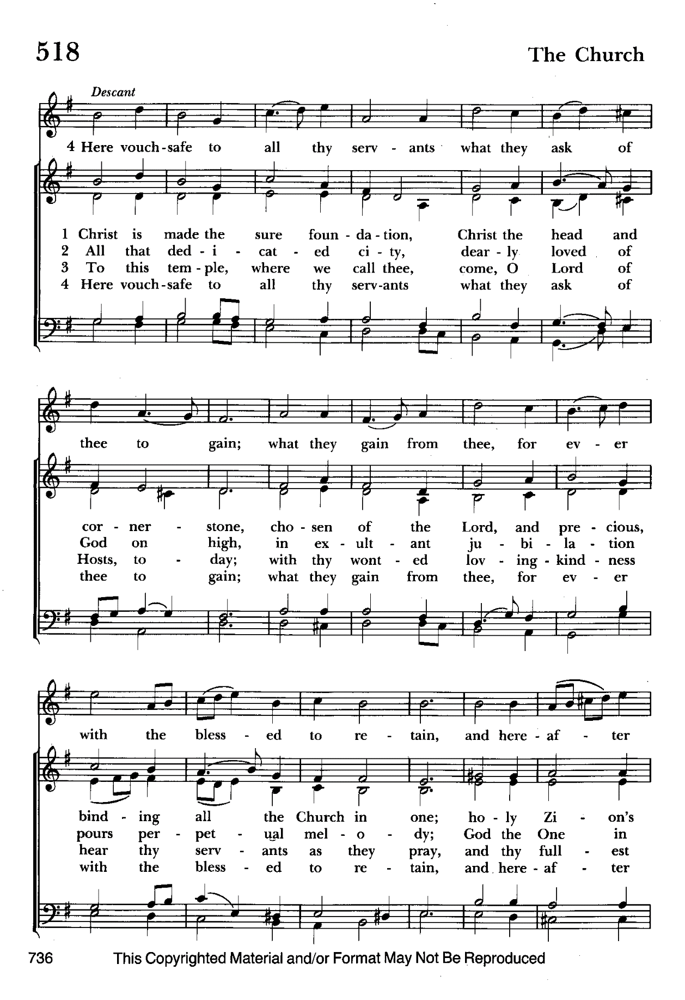 518
The Church
Descant
4 Here vouch-safe to all thy serv - ants what they ask of
1 Christ is made the sure foun - da - tion, Christ the head and
2 All that ded - i - cat - ed ci - ty, dear - ly loved of
3 To this tem - ple, where we call thee, come, O Lord of
4 Here vouch-safe to all thy serv-ants what they ask of
thee to gain; what they gain from thee, for ev - er
cor - ner - stone, cho - sen of the Lord, and pre - cious,
God on high, in ex - ult - ant ju - bi - la - tion
Hosts, to - day; with thy wont - ed lov - ing - kind - ness
thee to gain; what they gain from thee, for ev - er
with the bless - ed to re - tain, and here - af - ter
bind - ing all the Church in one; ho - ly Zi - on's
pours per - pet - ual mel - o - dy; God the One in
hear thy serv - ants as they pray, and thy full - est
with the bless - ed to re - tain, and here - af - ter
736 This Copyrighted Material and/or Format May Not Be Reproduced